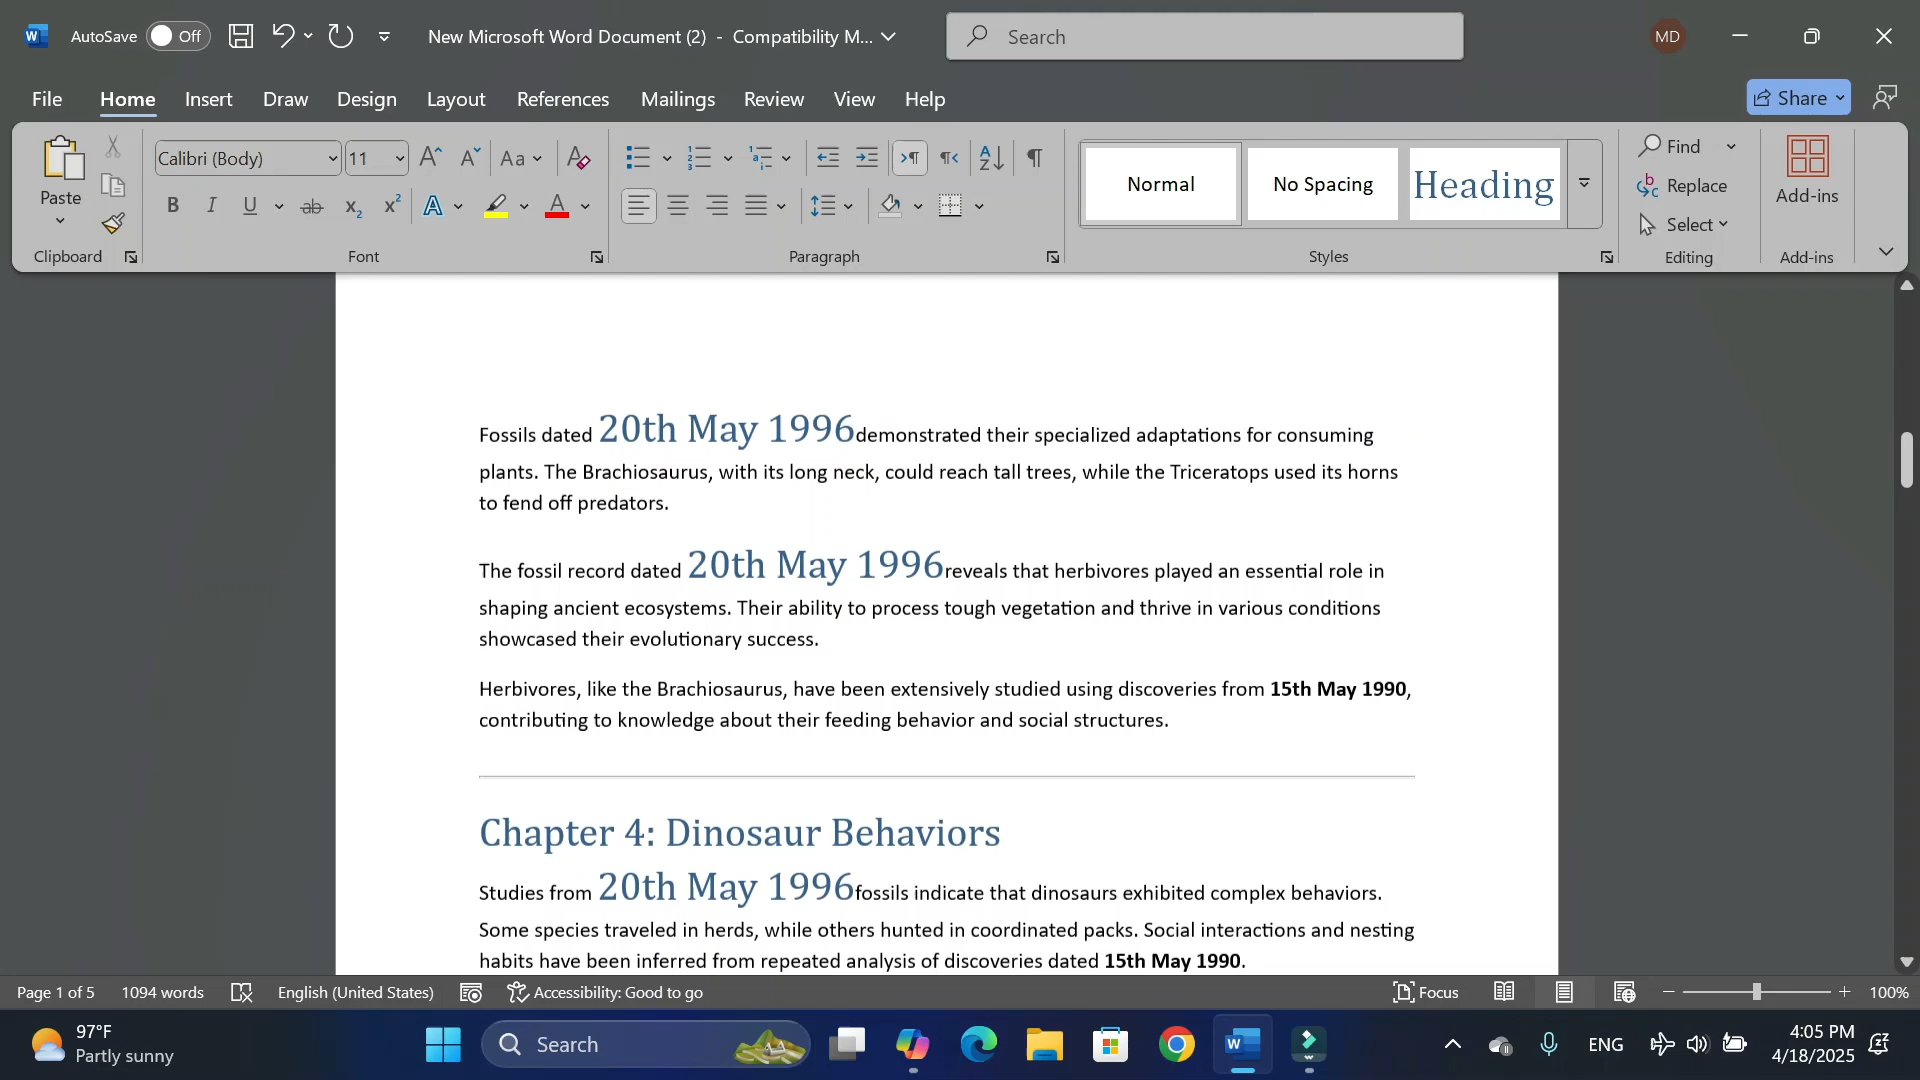 AutoSave Off New Microsoft Word Document (2) - Compatibility M... Search MD
File Home Insert Draw Design Layout References Mailings Review View Help Share
Paste Calibri (Body) 11 Aa Normal No Spacing Heading Find Replace Select Add-ins
Clipboard Font Paragraph Styles Editing Add-ins
Fossils dated 20th May 1996demonstrated their specialized adaptations for consuming
plants. The Brachiosaurus, with its long neck, could reach tall trees, while the Triceratops used its horns
to fend off predators.
The fossil record dated 20th May 1996reveals that herbivores played an essential role in
shaping ancient ecosystems. Their ability to process tough vegetation and thrive in various conditions
showcased their evolutionary success.
Herbivores, like the Brachiosaurus, have been extensively studied using discoveries from 15th May 1990,
contributing to knowledge about their feeding behavior and social structures.
Chapter 4: Dinosaur Behaviors
Studies from 20th May 1996fossils indicate that dinosaurs exhibited complex behaviors.
Some species traveled in herds, while others hunted in coordinated packs. Social interactions and nesting
habits have been inferred from repeated analysis of discoveries dated 15th May 1990.
Page 1 of 5 1094 words English (United States) Accessibility: Good to go Focus 100%
97°F
Partly sunny
Search
ENG
4:05 PM
4/18/2025